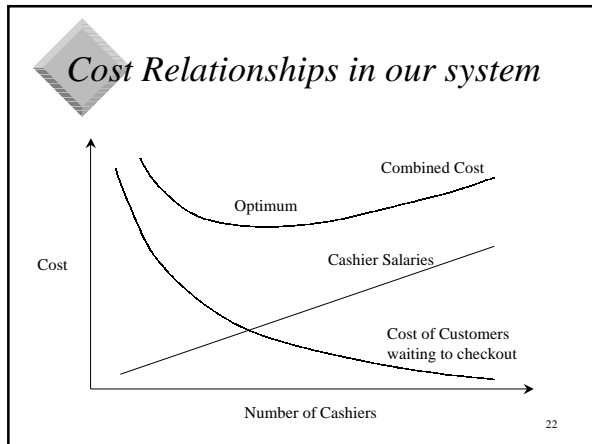 Cost Relationships in our system
Combined Cost
Optimum
Cashier Salaries
Cost
Cost of Customers
waiting to checkout
Number of Cashiers
22